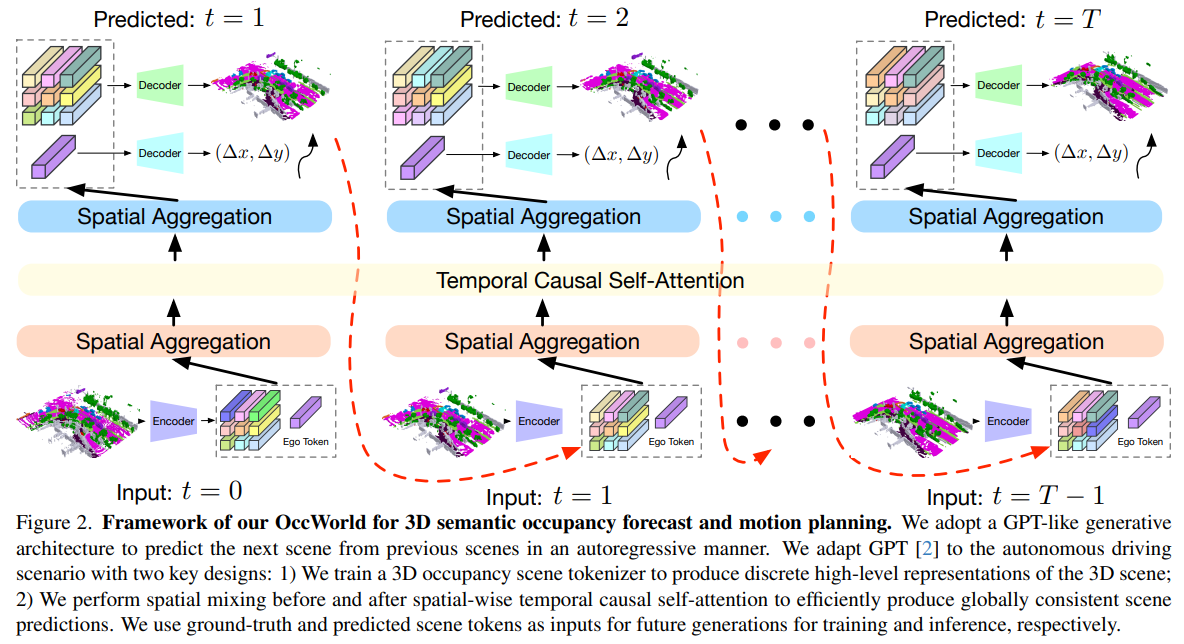 Predicted: t = 1
Predicted: t = 2
Predicted: t = T
Decoder
Decoder
Decoder
Decoder
(Δx, Δy)
Decoder
(Δx, Δy)
Decoder
(Δx, Δy)
Spatial Aggregation
Spatial Aggregation
Spatial Aggregation
Temporal Causal Self-Attention
Spatial Aggregation
Spatial Aggregation
Spatial Aggregation
Encoder
Ego Token
Encoder
Ego Token
Encoder
Ego Token
Input: t = 0
Input: t = 1
Input: t = T − 1
Figure 2. Framework of our OccWorld for 3D semantic occupancy forecast and motion planning. We adopt a GPT-like generative
architecture to predict the next scene from previous scenes in an autoregressive manner. We adapt GPT [2] to the autonomous driving
scenario with two key designs: 1) We train a 3D occupancy scene tokenizer to produce discrete high-level representations of the 3D scene;
2) We perform spatial mixing before and after spatial-wise temporal causal self-attention to efficiently produce globally consistent scene
predictions. We use ground-truth and predicted scene tokens as inputs for future generations for training and inference, respectively.